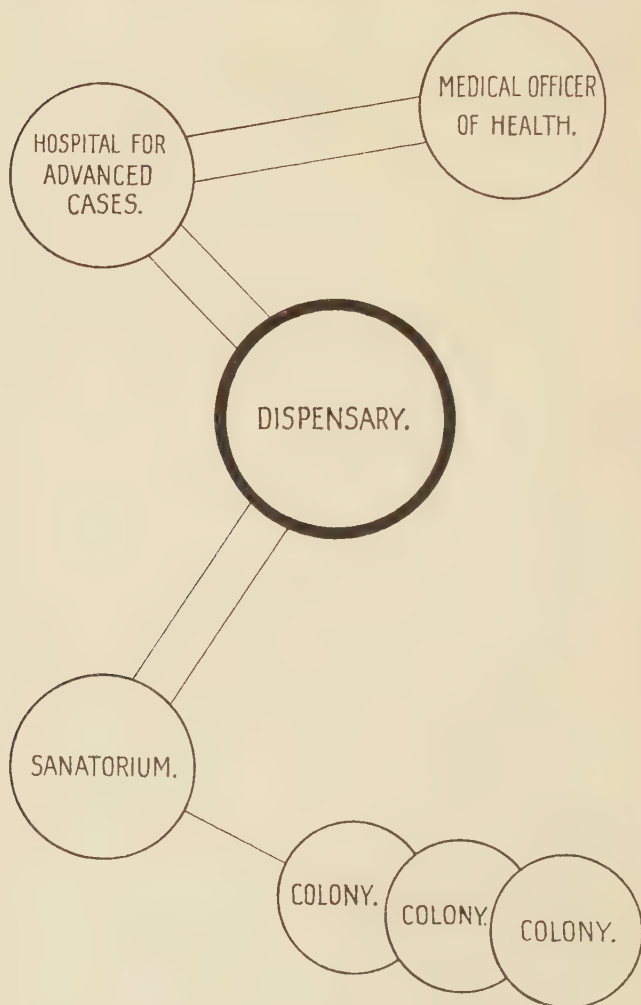 MEDICAL OFFICER
OF HEALTH.
HOSPITAL FOR
ADVANCED
CASES.
DISPENSARY.
SANATORIUM.
COLONY.
COLONY.
COLONY.